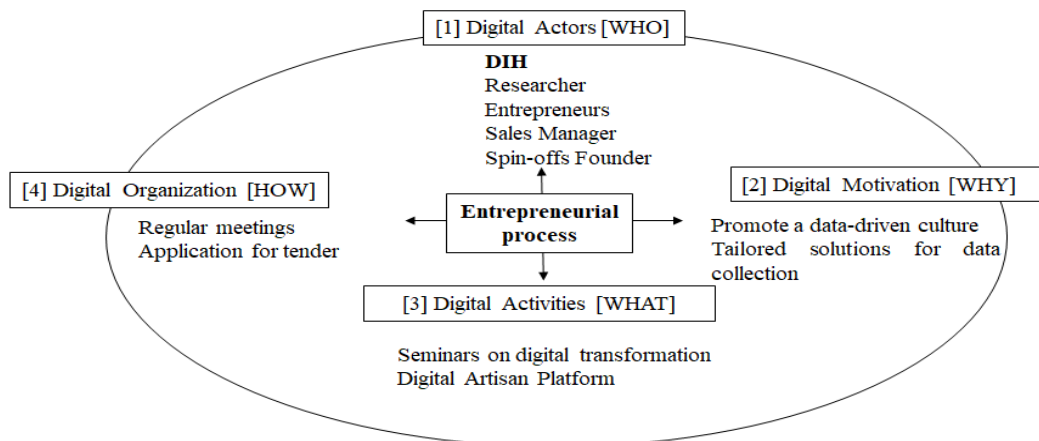 [1] Digital Actors [WHO]
DIH
Researcher
Entrepreneurs
Sales Manager
Spin-offs Founder
[4] Digital Organization [HOW]
Regular meetings
Application for tender
Entrepreneurial
process
[2] Digital Motivation [WHY]
Promote a data-driven culture
Tailored solutions for data
collection
[3] Digital Activities [WHAT]
Seminars on digital transformation
Digital Artisan Platform